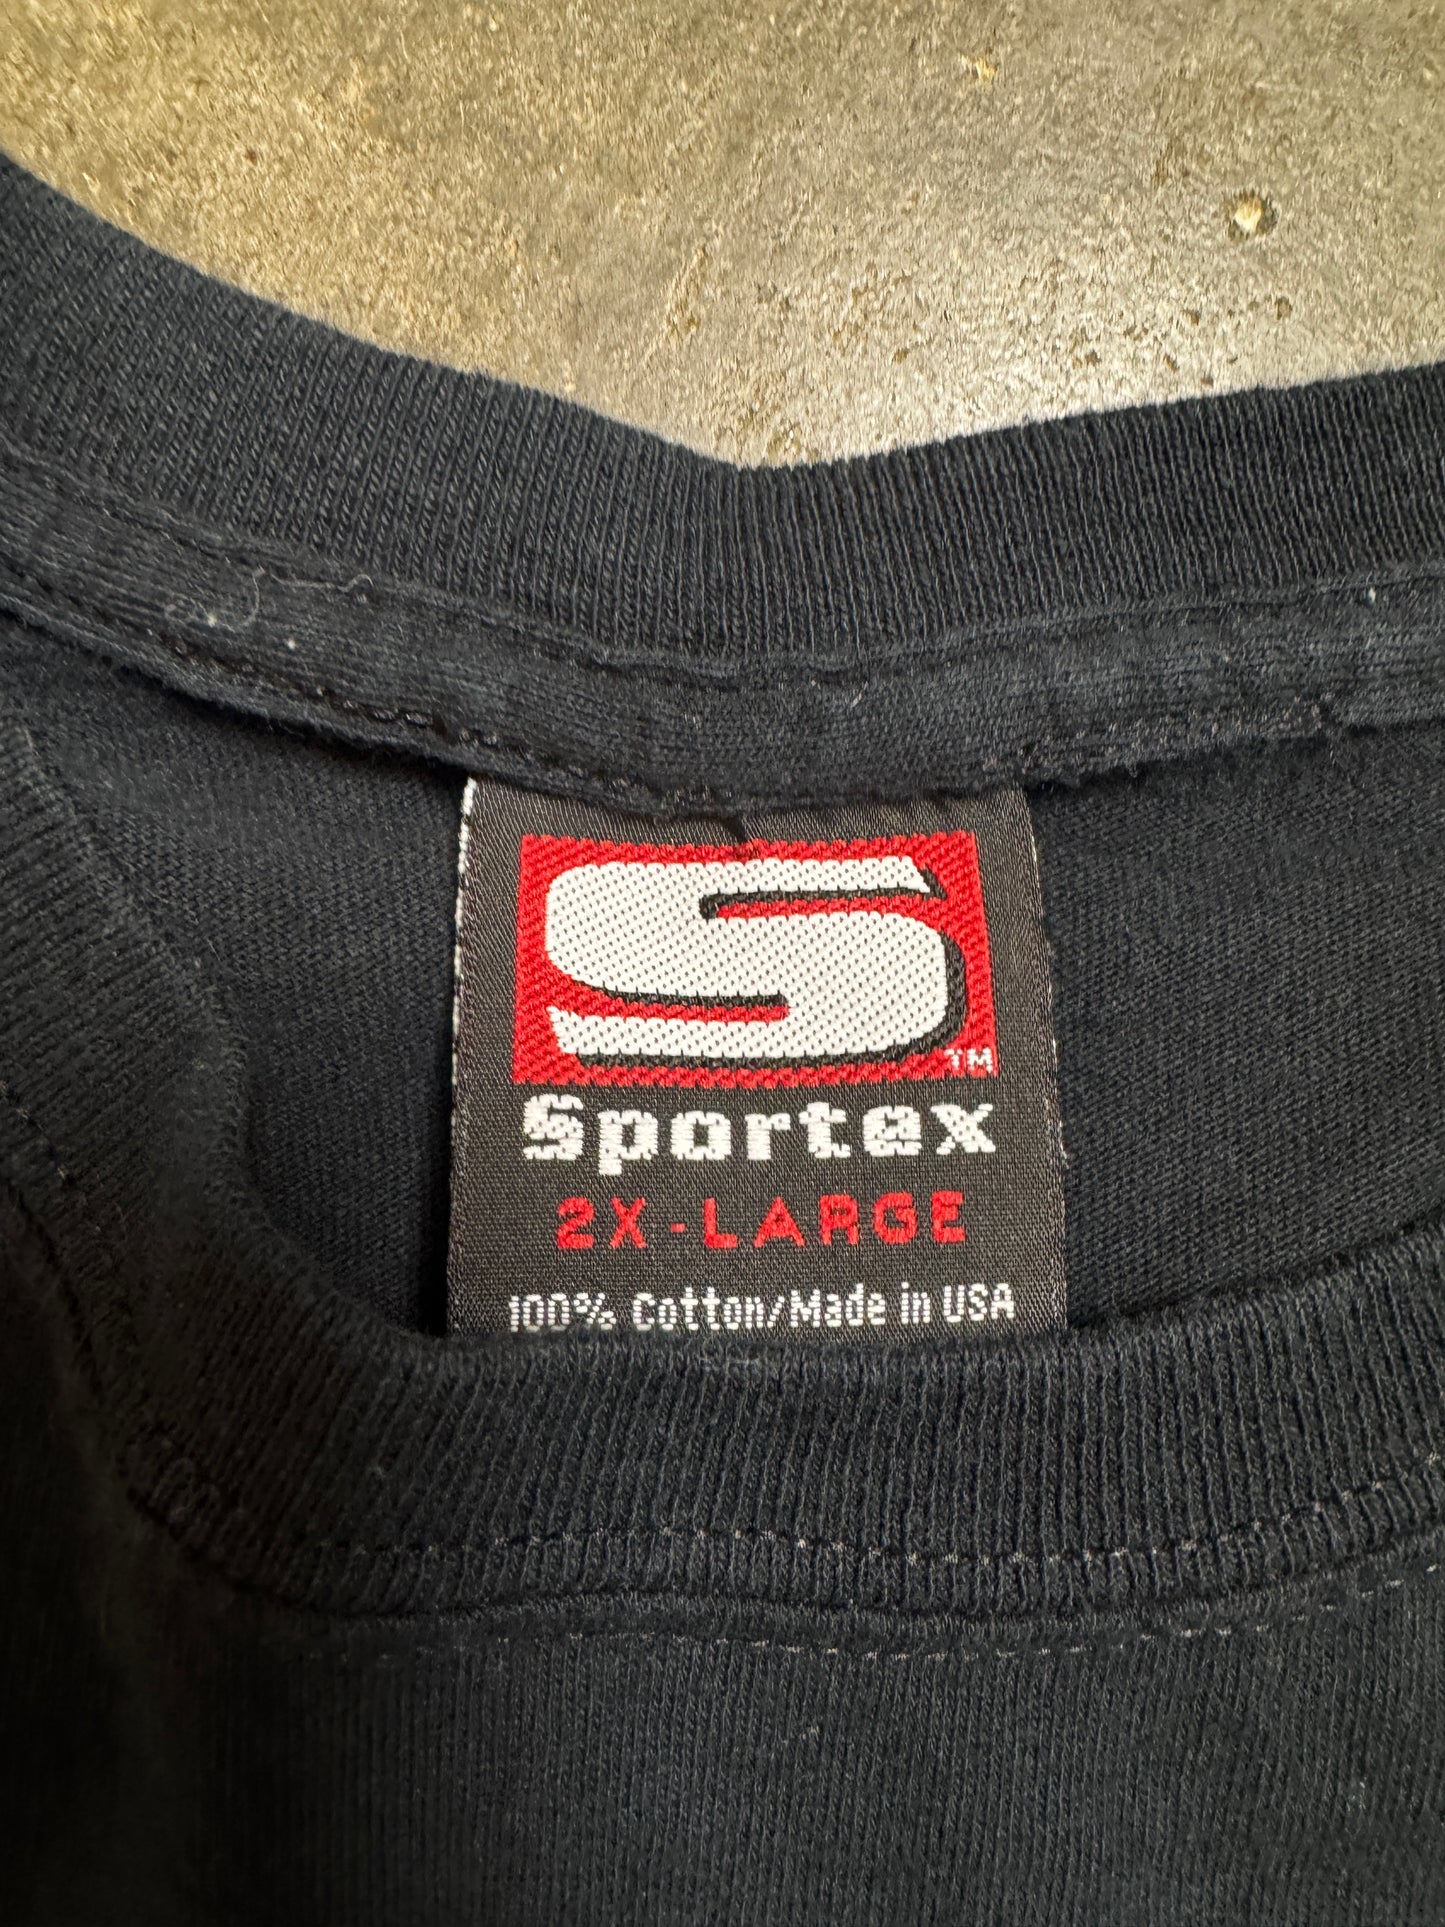 S
TM
Sportex
2X-LARGE
100% Cotton/Made in USA